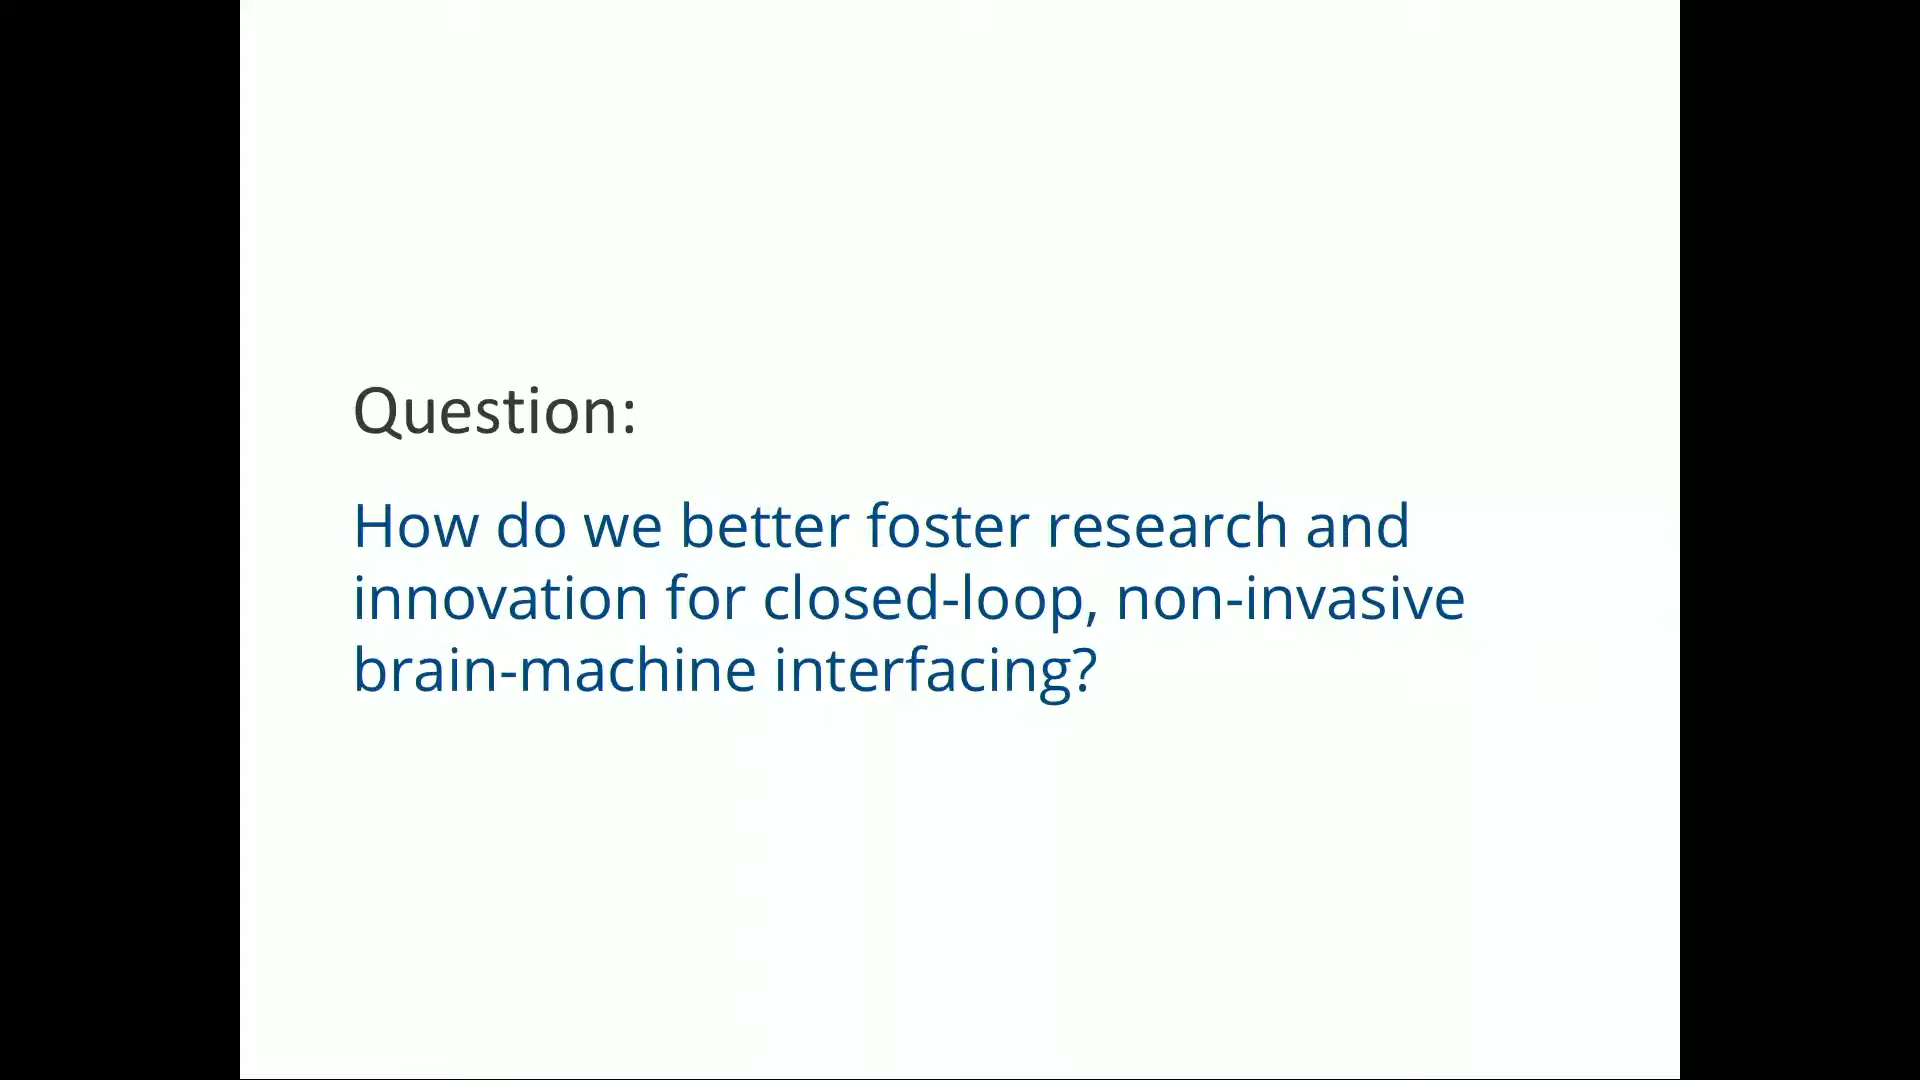 Question:
How do we better foster research and
innovation for closed-loop, non-invasive
brain-machine interfacing?